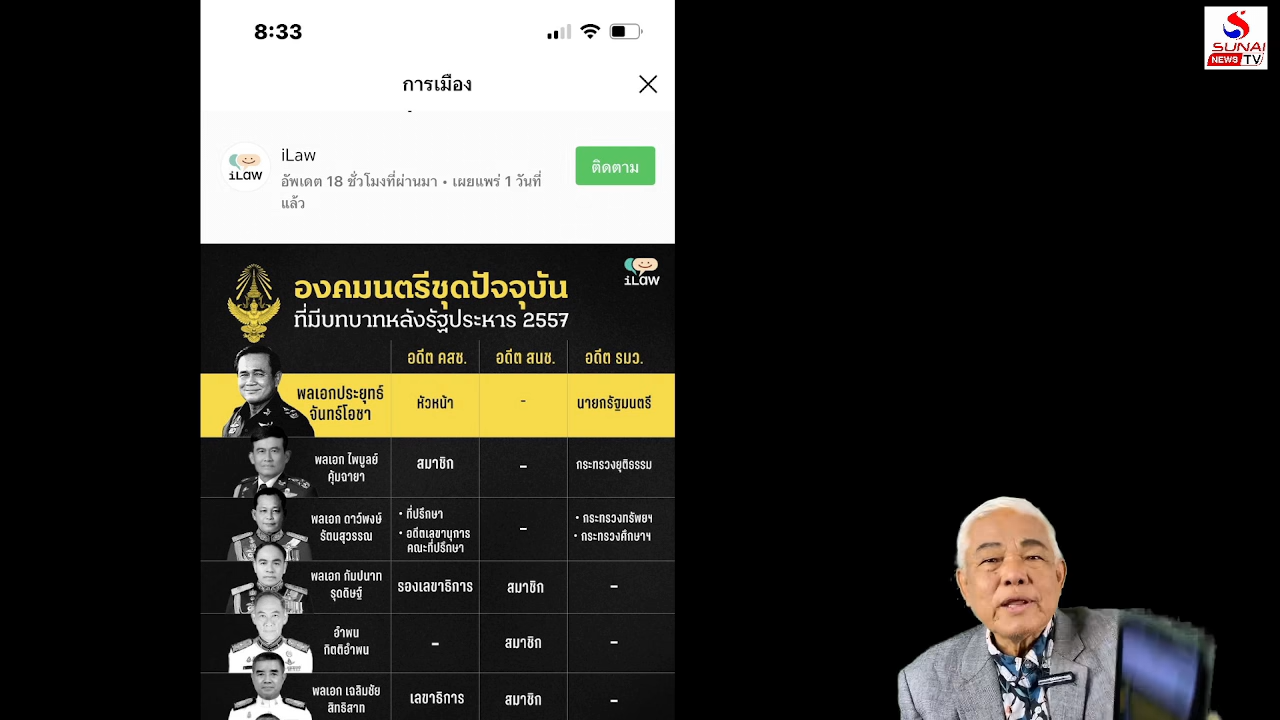 8:33
SUNAI
NEWS TV
การเมือง
iLaw
iLaw
อัพเดต 18 ชั่วโมงที่ผ่านมา • เผยแพร่ 1 วันที่
แล้ว
ติดตาม
iLaw
องคมนตรีชุดปัจจุบัน
ที่มีบทบาทหลังรัฐประหาร 2557
อดีต คสช. อดีต สนช. อดีต รมว.
พลเอกประยุทธ์
จันทร์โอชา
หัวหน้า - นายกรัฐมนตรี
พลเอก ไพบูลย์
คุ้มฉายา
สมาชิก - กระทรวงยุติธรรม
พลเอก ดาว์พงษ์
รัตนสุวรรณ
• ที่ปรึกษา
• อดีตเลขานุการ
คณะที่ปรึกษา
-
• กระทรวงทรัพยฯ
• กระทรวงศึกษาฯ
พลเอก กัมปนาท
รุดดิษฐ์
รองเลขาธิการ สมาชิก -
อำพน
กิตติอำพน
- สมาชิก -
พลเอก เฉลิมชัย
สิทธิสาท
เลขาธิการ สมาชิก -